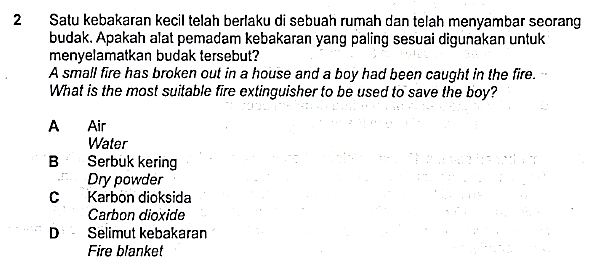 2 Satu kebakaran kecil telah berlaku di sebuah rumah dan telah menyambar seorang
budak. Apakah alat pemadam kebakaran yang paling sesuai digunakan untuk
menyelamatkan budak tersebut?
A small fire has broken out in a house and a boy had been caught in the fire.
What is the most suitable fire extinguisher to be used to save the boy?
A Air
Water
B Serbuk kering
Dry powder
C Karbon dioksida
Carbon dioxide
D Selimut kebakaran
Fire blanket